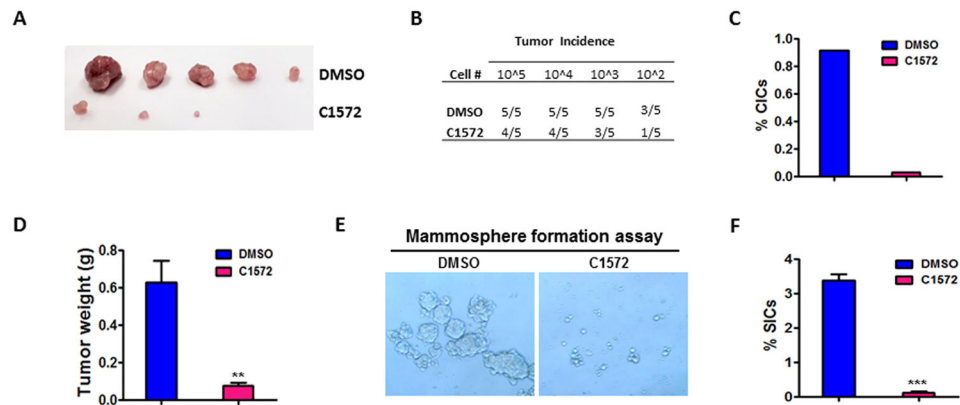 A
DMSO
C1572
B
Tumor Incidence
Cell # 10^5 10^4 10^3 10^2
DMSO 5/5 5/5 5/5 3/5
C1572 4/5 4/5 3/5 1/5
C
% CICs
1.0
0.8
0.6
0.4
0.2
0.0
DMSO
C1572
D
Tumor weight (g)
0.8
0.6
0.4
0.2
0.0
DMSO
C1572
**
E
Mammosphere formation assay
DMSO C1572
F
% SICs
4
3
2
1
0
DMSO
C1572
***